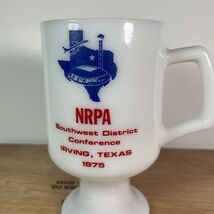 NRPA
Southwest District
Conference
IRVING, TEXAS
1975